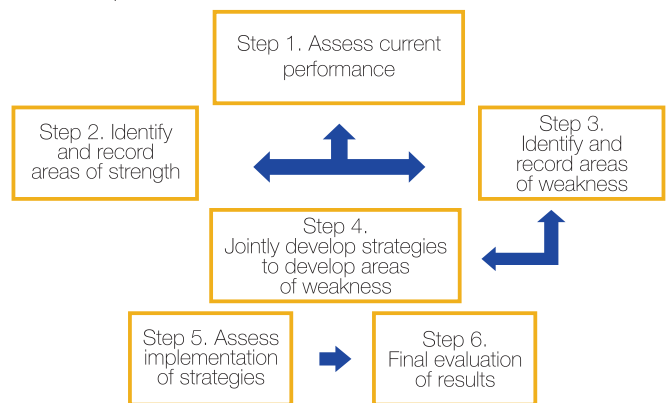 Step 1. Assess current
performance
Step 2. Identify
and record
areas of strength
Step 3.
Identify and
record areas
of weakness
Step 4.
Jointly develop strategies
to develop areas
of weakness
Step 5. Assess
implementation
of strategies
Step 6.
Final evaluation
of results